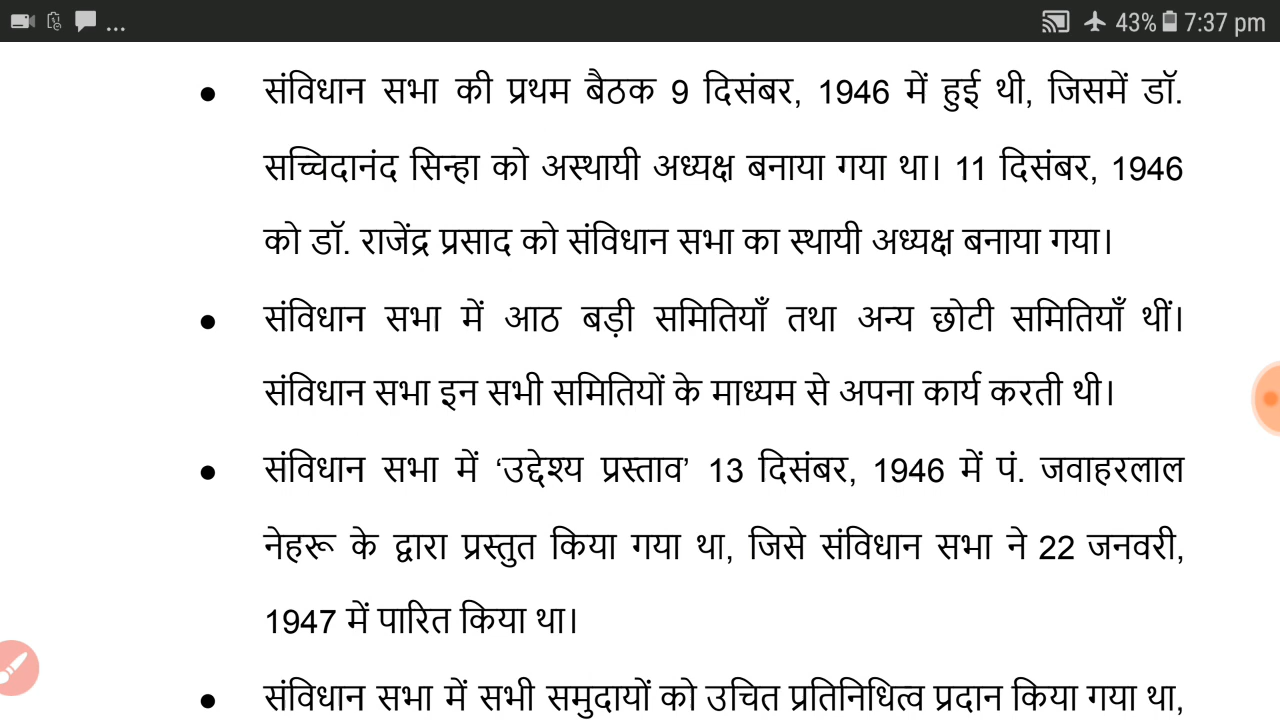 ... 43% 7:37 pm
• संविधान सभा की प्रथम बैठक 9 दिसंबर, 1946 में हुई थी, जिसमें डॉ.
सच्चिदानंद सिन्हा को अस्थायी अध्यक्ष बनाया गया था। 11 दिसंबर, 1946
को डॉ. राजेंद्र प्रसाद को संविधान सभा का स्थायी अध्यक्ष बनाया गया।
• संविधान सभा में आठ बड़ी समितियाँ तथा अन्य छोटी समितियाँ थीं।
संविधान सभा इन सभी समितियों के माध्यम से अपना कार्य करती थी।
• संविधान सभा में ‘उद्देश्य प्रस्ताव’ 13 दिसंबर, 1946 में पं. जवाहरलाल
नेहरू के द्वारा प्रस्तुत किया गया था, जिसे संविधान सभा ने 22 जनवरी,
1947 में पारित किया था।
• संविधान सभा में सभी समुदायों को उचित प्रतिनिधित्व प्रदान किया गया था,